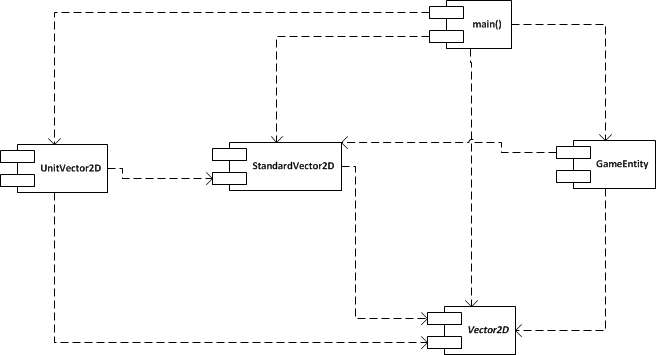 main()
UnitVector2D
StandardVector2D
GameEntity
Vector2D